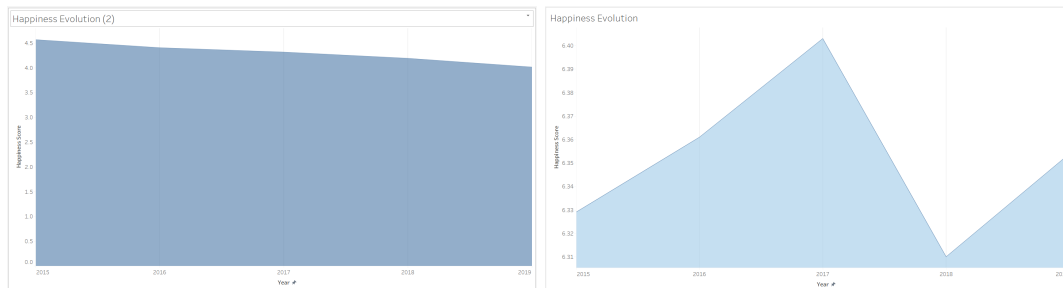 Happiness Evolution (2)
4.5
4.0
3.5
3.0
2.5
2.0
1.5
1.0
0.5
0.0
Happiness Score
2015 2016 2017 2018 2019
Year
Happiness Evolution
6.40
6.39
6.38
6.37
6.36
6.35
6.34
6.33
6.32
6.31
Happiness Score
2015 2016 2017 2018 20
Year